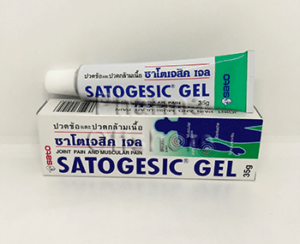 ปวดข้อและปวดกล้ามเนื้อ
ซาโตเจสิค เจล
SATOGESIC® GEL
35g
sato
ปวดข้อและปวดกล้ามเนื้อ
sato
ซาโตเจสิค เจล
JOINT PAIN AND MUSCULAR PAIN
SATOGESIC® GEL
35g